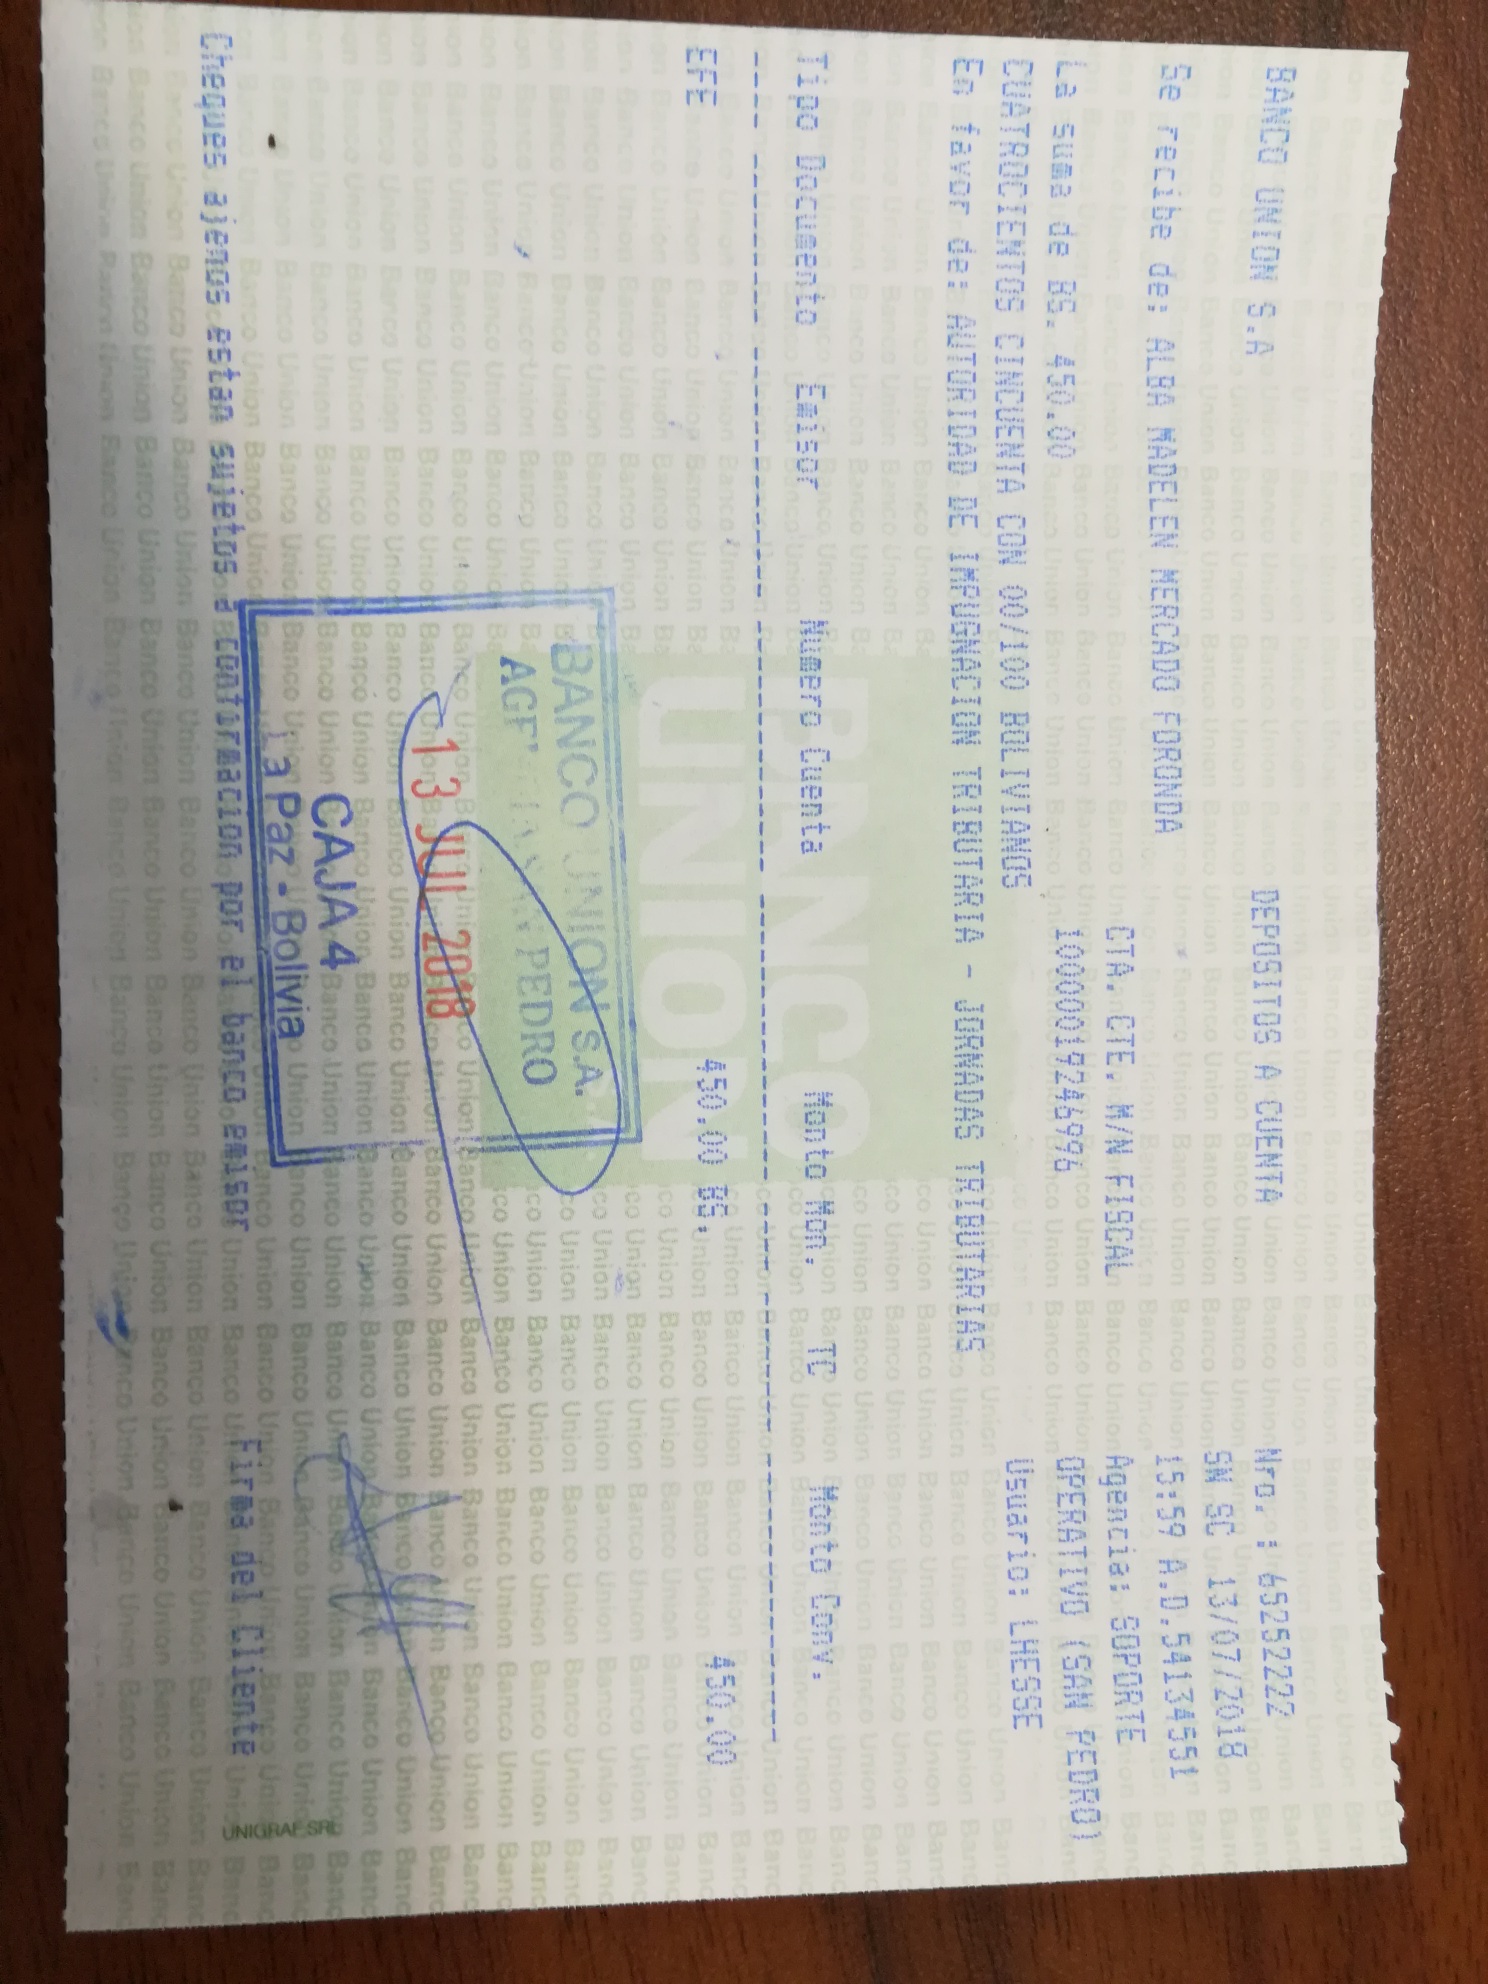 BANCO UNION S.A DEPOSITOS A CUENTA Nro. : 65252222
SN SC 13/07/2018
Se recibe de: ALBA MADELEN MERCADO FORONDA 15:59 A.D.54134551
CTA. CTE. M/N FISCAL Agencia: SOPORTE
La suma de BS. 450.00 10000019246996 OPERATIVO (SAN PEDRO)
CUATROCIENTOS CINCUENTA CON 00/100 BOLIVIANOS Usuario: LHESSE
En favor de: AUTORIDAD DE IMPUGNACION TRIBUTARIA - JORNADAS TRIBUTARIAS
Tipo Documento Emisor Número Cuenta Monto Mon. TC Monto Conv.
EFE 450.00 BS. 450.00
BANCO UNION
BANCO UNION S.A.
PEDRO
13 JUL 2018
CAJA 4
La Paz - Bolivia
Cheques ajenos estan sujetos a confirmacion por el banco emisor Firma del Cliente
UNIGRAF SRL